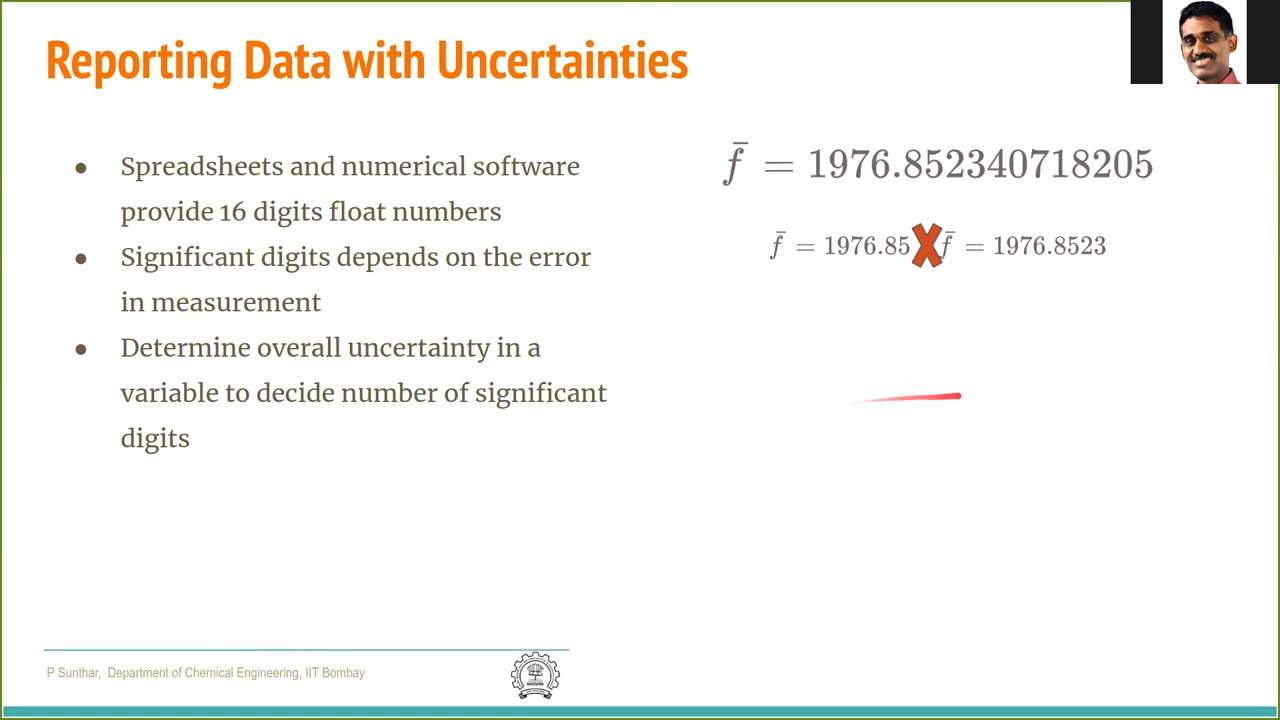 Reporting Data with Uncertainties
● Spreadsheets and numerical software
provide 16 digits float numbers
● Significant digits depends on the error
in measurement
● Determine overall uncertainty in a
variable to decide number of significant
digits
f̄ = 1976.852340718205
f̄ = 1976.85 f̄ = 1976.8523
P Sunthar, Department of Chemical Engineering, IIT Bombay